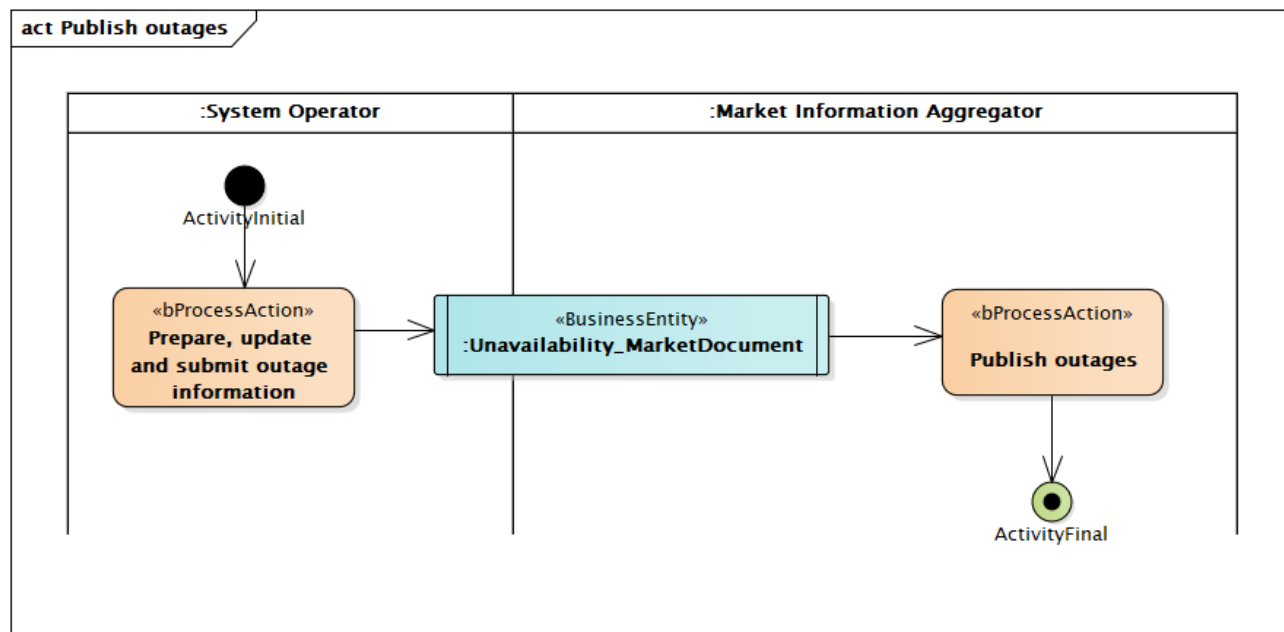 act Publish outages
:System Operator
:Market Information Aggregator
ActivityInitial
«bProcessAction»
Prepare, update
and submit outage
information
«BusinessEntity»
:Unavailability_MarketDocument
«bProcessAction»
Publish outages
ActivityFinal